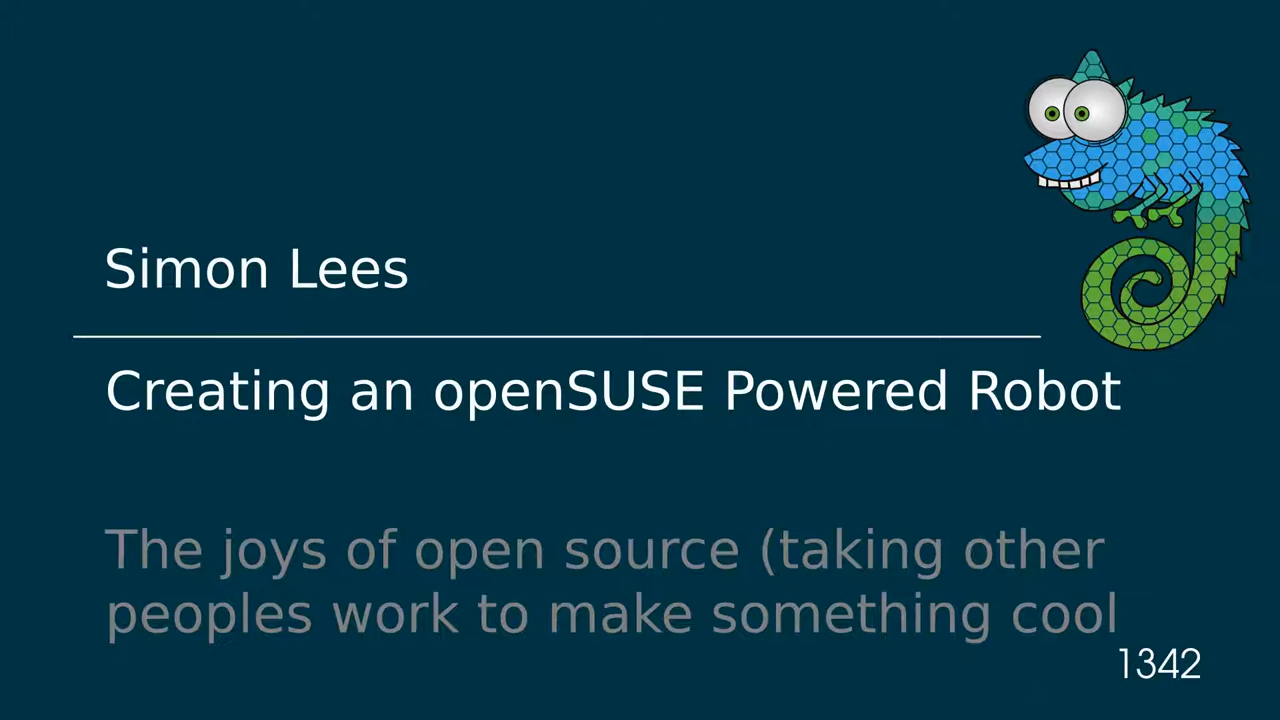 Simon Lees
Creating an openSUSE Powered Robot
The joys of open source (taking other
peoples work to make something cool
1342